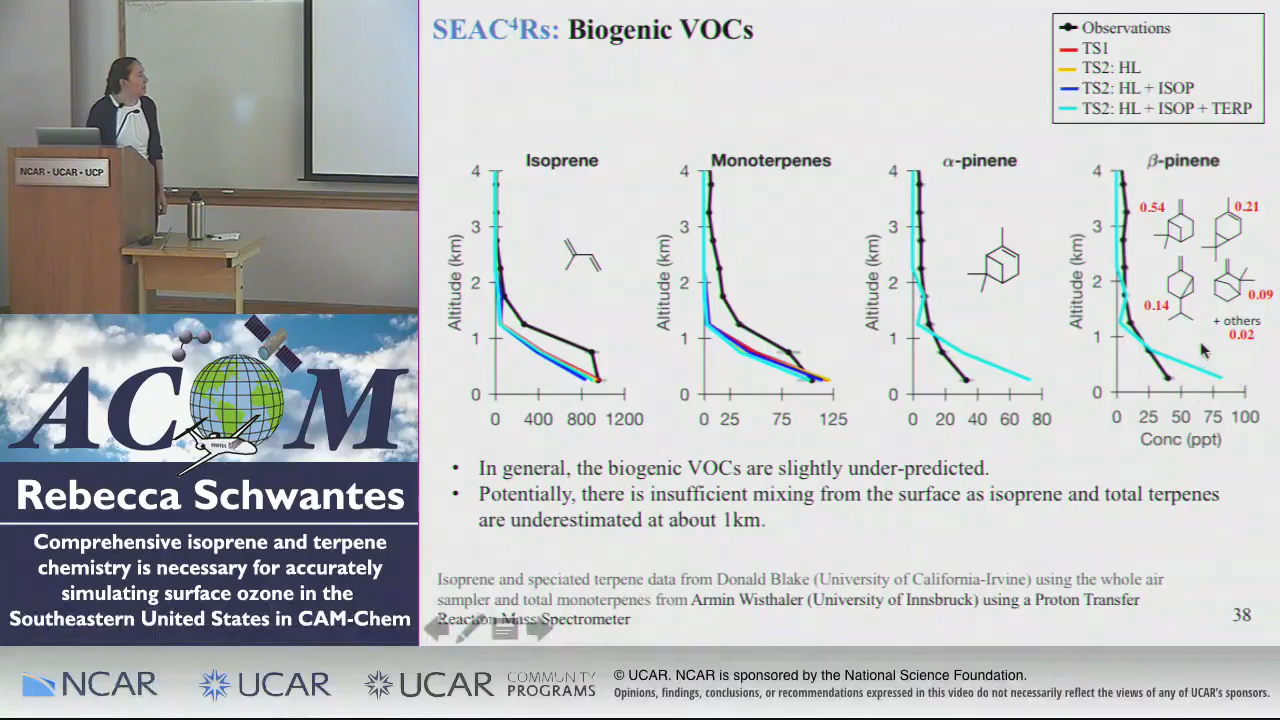 SEAC⁴Rs: Biogenic VOCs
Observations
TS1
TS2: HL
TS2: HL + ISOP
TS2: HL + ISOP + TERP
NCAR • UCAR • UCP
Isoprene
Altitude (km)
4
3
2
1
0
0 400 800 1200
Monoterpenes
Altitude (km)
4
3
2
1
0
0 25 75 125
α-pinene
Altitude (km)
4
3
2
1
0
0 20 40 60 80
β-pinene
Altitude (km)
4
3
2
1
0
0 25 50 75 100
Conc (ppt)
0.54
0.21
0.14
0.09
+ others
0.02
• In general, the biogenic VOCs are slightly under-predicted.
• Potentially, there is insufficient mixing from the surface as isoprene and total terpenes
are underestimated at about 1km.
Isoprene and speciated terpene data from Donald Blake (University of California-Irvine) using the whole air
sampler and total monoterpenes from Armin Wisthaler (University of Innsbruck) using a Proton Transfer
Reaction Mass Spectrometer
38
ACOM
Rebecca Schwantes
Comprehensive isoprene and terpene
chemistry is necessary for accurately
simulating surface ozone in the
Southeastern United States in CAM-Chem
NCAR
UCAR
UCAR
COMMUNITY
PROGRAMS
© UCAR. NCAR is sponsored by the National Science Foundation.
Opinions, findings, conclusions, or recommendations expressed in this video do not necessarily reflect the views of any of UCAR's sponsors.